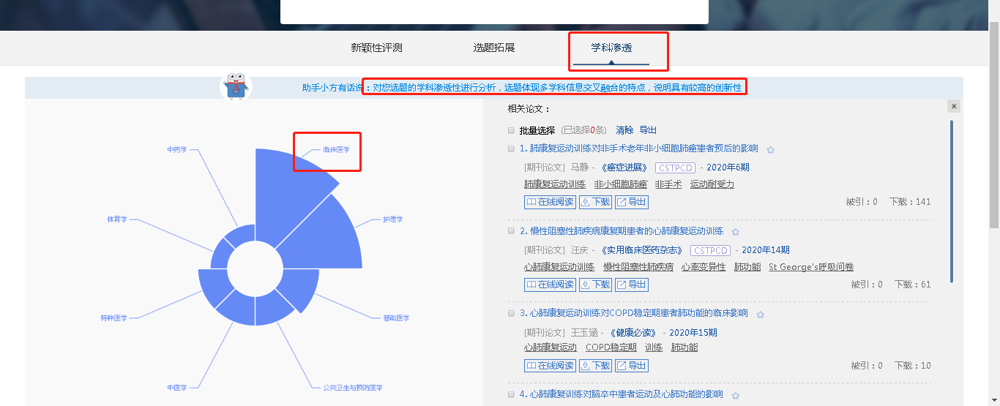 新颖性评测 选题拓展 学科渗透
助手小方有话说：对您选题的学科渗透性进行分析，选题体现多学科信息交叉融合的特点，说明具有较高的创新性
中药学
临床医学
体育学
护理学
特种医学
基础医学
中医学
公共卫生与预防医学
相关论文：
x
批量选择 (已选择0条) 清除 导出
1. 肺康复运动训练对非手术老年非小细胞肺癌患者预后的影响
[期刊论文] 马静 - 《癌症进展》 CSTPCD - 2020年6期
肺康复运动训练 非小细胞肺癌 非手术 运动耐受力
在线阅读 下载 导出 被引：0 下载：141
2. 慢性阻塞性肺疾病康复期患者的心肺康复运动训练
[期刊论文] 汪庆 - 《实用临床医药杂志》 CSTPCD - 2020年14期
心肺康复运动训练 慢性阻塞性肺疾病 心率变异性 肺功能 St George's呼吸问卷
在线阅读 下载 导出 被引：0 下载：61
3. 心肺康复运动训练对COPD稳定期患者肺功能的临床影响
[期刊论文] 王玉涵 - 《健康必读》 - 2020年15期
心肺康复运动 COPD稳定期 训练 肺功能
在线阅读 下载 导出 被引：0 下载：10
4. 心肺康复训练对脑卒中患者运动及心肺功能的影响